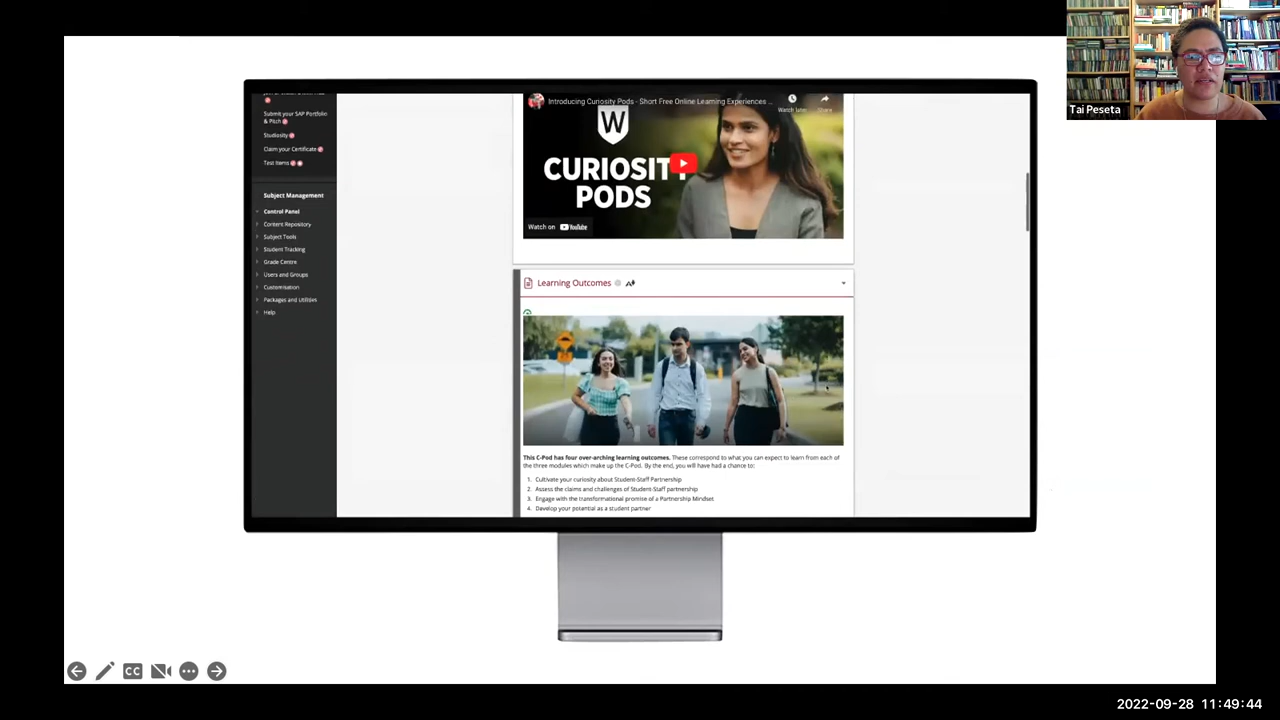 Tai Peseta
Submit your SAP Portfolio
& Pitch
Studiosity
Claim your Certificate
Test Items
Subject Management
Control Panel
Content Repository
Subject Tools
Student Tracking
Grade Centre
Users and Groups
Customisation
Packages and Utilities
Help
Introducing Curiosity Pods - Short Free Online Learning Experiences ...
Watch later
Share
W
CURIOSITY
PODS
Watch on YouTube
Learning Outcomes
This C-Pod has four over-arching learning outcomes. These correspond to what you can expect to learn from each of
the three modules which make up the C-Pod. By the end, you will have had a chance to:
1. Cultivate your curiosity about Student-Staff Partnership
2. Assess the claims and challenges of Student-Staff partnership
3. Engage with the transformational promise of a Partnership Mindset
4. Develop your potential as a student partner
CC
2022-09-28 11:49:44